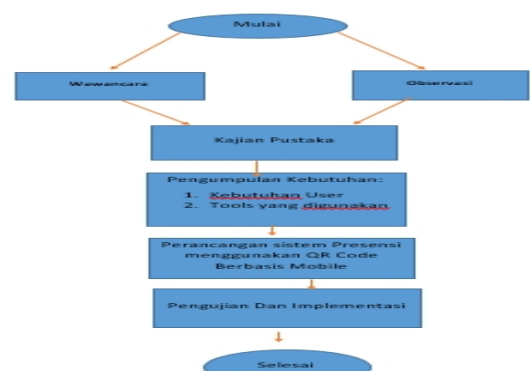 Mulai
Wawancara
Observasi
Kajian Pustaka
Pengumpulan Kebutuhan:
1. Kebutuhan User
2. Tools yang digunakan
Perancangan sistem Presensi
menggunakan QR Code
Berbasis Mobile
Pengujian Dan Implementasi
Selesai